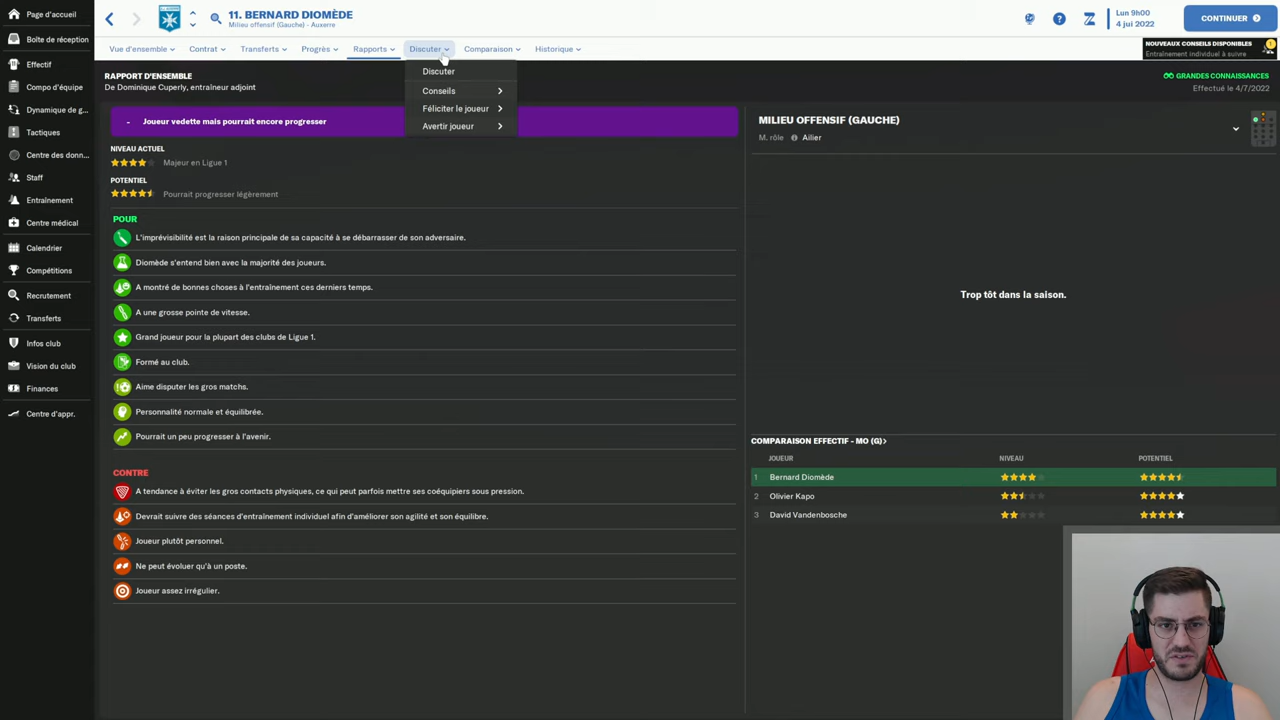 Page d'accueil
Boîte de réception
Effectif
Compo d'équipe
Dynamique de g...
Tactiques
Centre des donn...
Staff
Entraînement
Centre médical
Calendrier
Compétitions
Recrutement
Transferts
Infos club
Vision du club
Finances
Centre d'appr.
11. BERNARD DIOMÈDE
Milieu offensif (Gauche) - Auxerre
Lun 9h00
4 jui 2022
CONTINUER
Vue d'ensemble
Contrat
Transferts
Progrès
Rapports
Discuter
Comparaison
Historique
NOUVEAUX CONSEILS DISPONIBLES
Entraînement individuel à suivre
Discuter
Conseils
Féliciter le joueur
Avertir joueur
RAPPORT D'ENSEMBLE
De Dominique Cuperly, entraîneur adjoint
GRANDES CONNAISSANCES
Effectué le 4/7/2022
- Joueur vedette mais pourrait encore progresser
NIVEAU ACTUEL
Majeur en Ligue 1
POTENTIEL
Pourrait progresser légèrement
POUR
L'imprévisibilité est la raison principale de sa capacité à se débarrasser de son adversaire.
Diomède s'entend bien avec la majorité des joueurs.
A montré de bonnes choses à l'entraînement ces derniers temps.
A une grosse pointe de vitesse.
Grand joueur pour la plupart des clubs de Ligue 1.
Formé au club.
Aime disputer les gros matchs.
Personnalité normale et équilibrée.
Pourrait un peu progresser à l'avenir.
CONTRE
A tendance à éviter les gros contacts physiques, ce qui peut parfois mettre ses coéquipiers sous pression.
Devrait suivre des séances d'entraînement individuel afin d'améliorer son agilité et son équilibre.
Joueur plutôt personnel.
Ne peut évoluer qu'à un poste.
Joueur assez irrégulier.
MILIEU OFFENSIF (GAUCHE)
M. rôle Ailier
Trop tôt dans la saison.
COMPARAISON EFFECTIF - MO (G)
JOUEUR NIVEAU POTENTIEL
1 Bernard Diomède
2 Olivier Kapo
3 David Vandenbosche